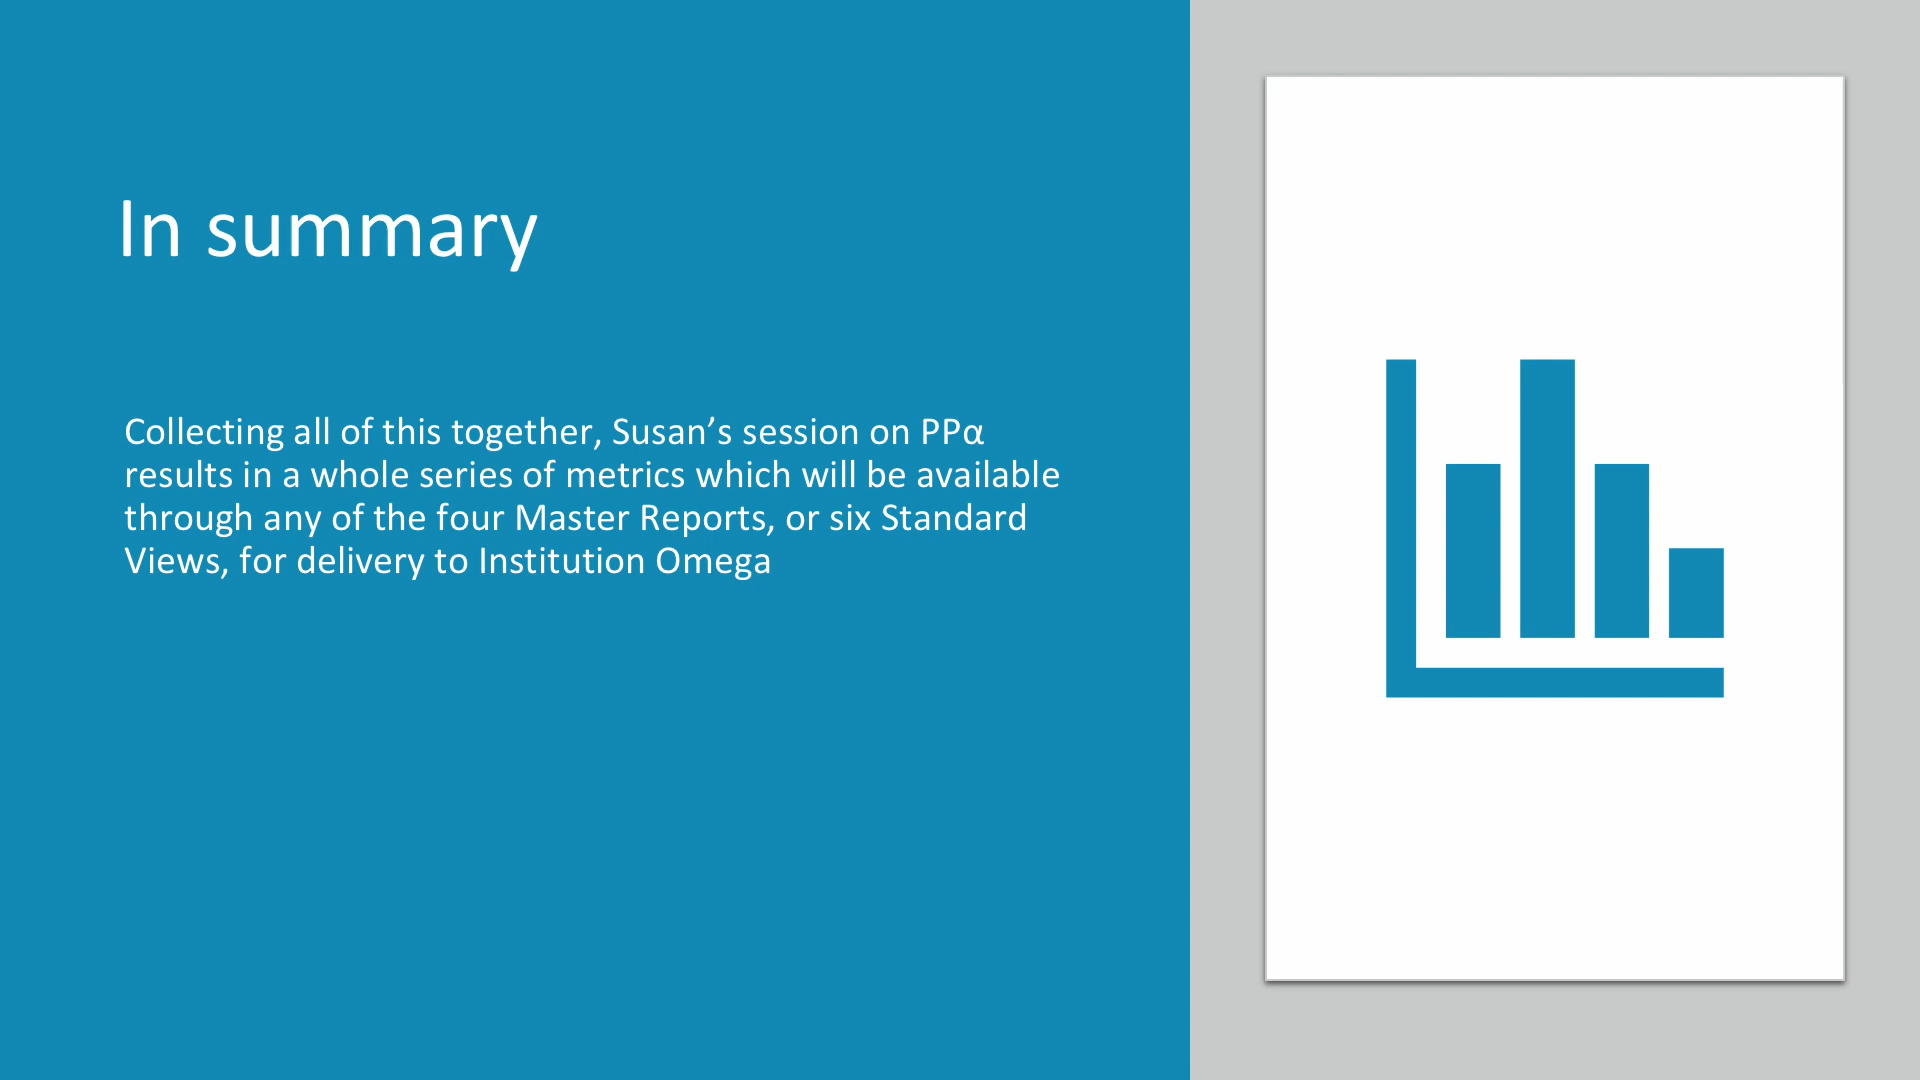 In summary
Collecting all of this together, Susan’s session on PPα
results in a whole series of metrics which will be available
through any of the four Master Reports, or six Standard
Views, for delivery to Institution Omega